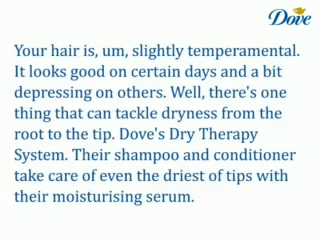 Dove
Your hair is, um, slightly temperamental.
It looks good on certain days and a bit
depressing on others. Well, there's one
thing that can tackle dryness from the
root to the tip. Dove's Dry Therapy
System. Their shampoo and conditioner
take care of even the driest of tips with
their moisturising serum.